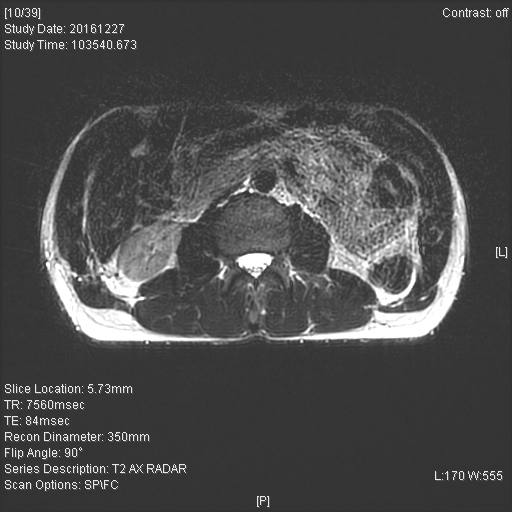 [10/39]
Study Date: 20161227
Study Time: 103540.673
Contrast: off
[L]
Slice Location: 5.73mm
TR: 7560msec
TE: 84msec
Recon Dinameter: 350mm
Flip Angle: 90°
Series Description: T2 AX RADAR
Scan Options: SP\FC
L:170 W:555
[P]